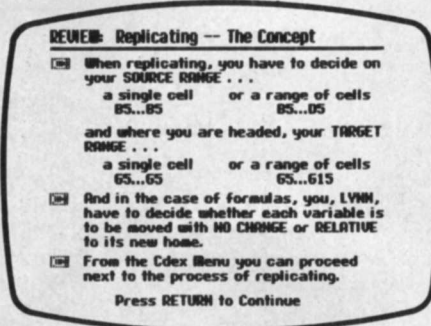 REVIEW: Replicating -- The Concept
When replicating, you have to decide on
your SOURCE RANGE . . .
a single cell or a range of cells
B5...B5 B5...D5
and where you are headed, your TARGET
RANGE . . .
a single cell or a range of cells
G5...G5 G5...G15
And in the case of formulas, you, LYNN,
have to decide whether each variable is
to be moved with NO CHANGE or RELATIVE
to its new home.
From the Cdex Menu you can proceed
next to the process of replicating.
Press RETURN to Continue